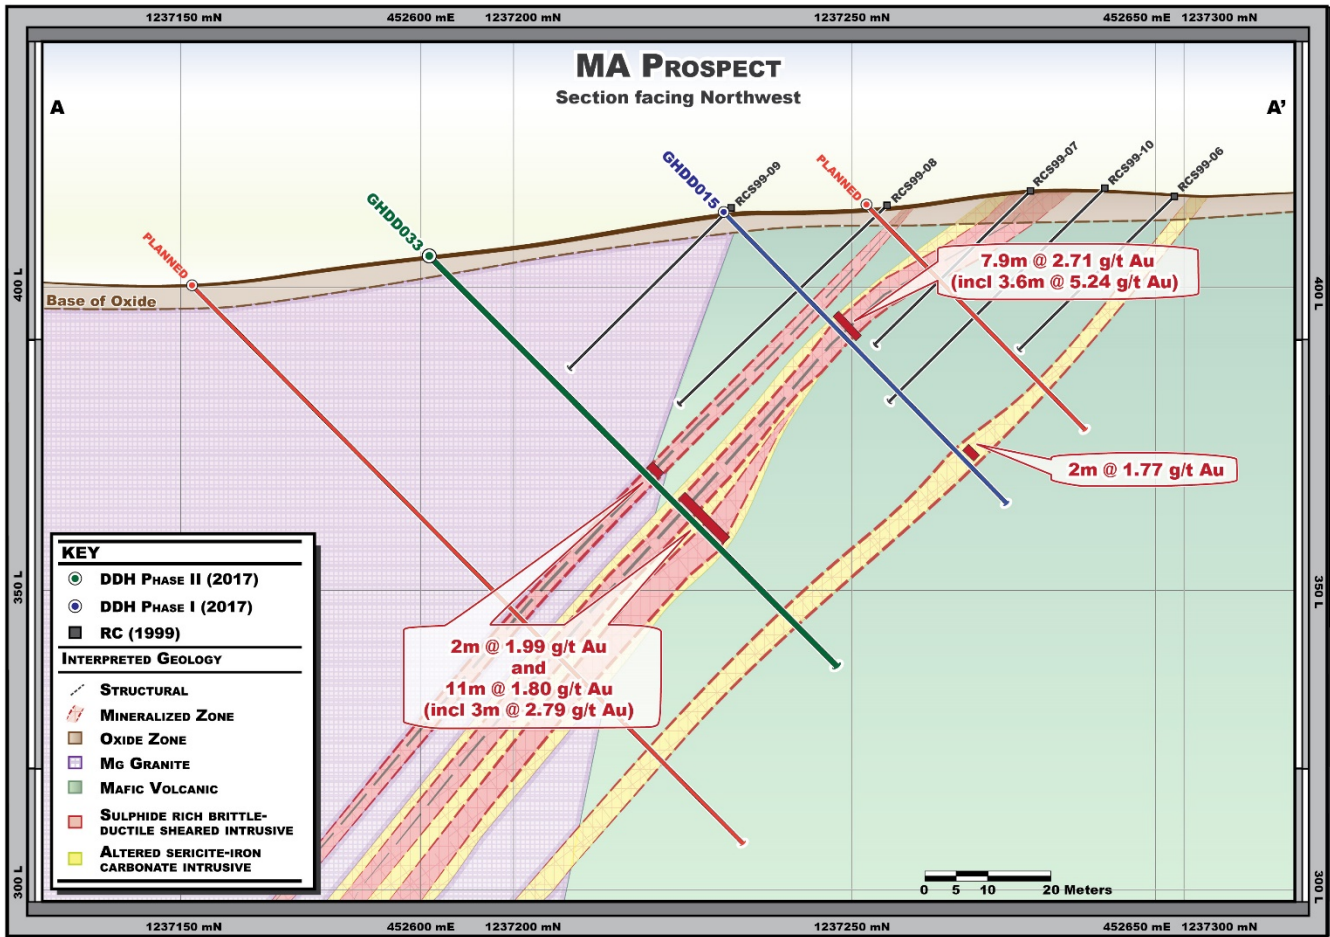 1237150 mN
452600 mE
1237200 mN
1237250 mN
452650 mE
1237300 mN
MA Prospect
Section facing Northwest
A
A'
GHDD033
GHDD015
RCS99-09
PLANNED
RCS99-08
RCS99-07
RCS99-10
RCS99-06
PLANNED
400 L
400 L
Base of Oxide
7.9m @ 2.71 g/t Au
(incl 3.6m @ 5.24 g/t Au)
2m @ 1.77 g/t Au
350 L
350 L
2m @ 1.99 g/t Au
and
11m @ 1.80 g/t Au
(incl 3m @ 2.79 g/t Au)
KEY
DDH Phase II (2017)
DDH Phase I (2017)
RC (1999)
Interpreted Geology
Structural
Mineralized Zone
Oxide Zone
Mg Granite
Mafic Volcanic
Sulphide rich brittle-
ductile sheared intrusive
Altered sericite-iron
carbonate intrusive
300 L
300 L
0 5 10 20 Meters
1237150 mN
452600 mE
1237200 mN
1237250 mN
452650 mE
1237300 mN